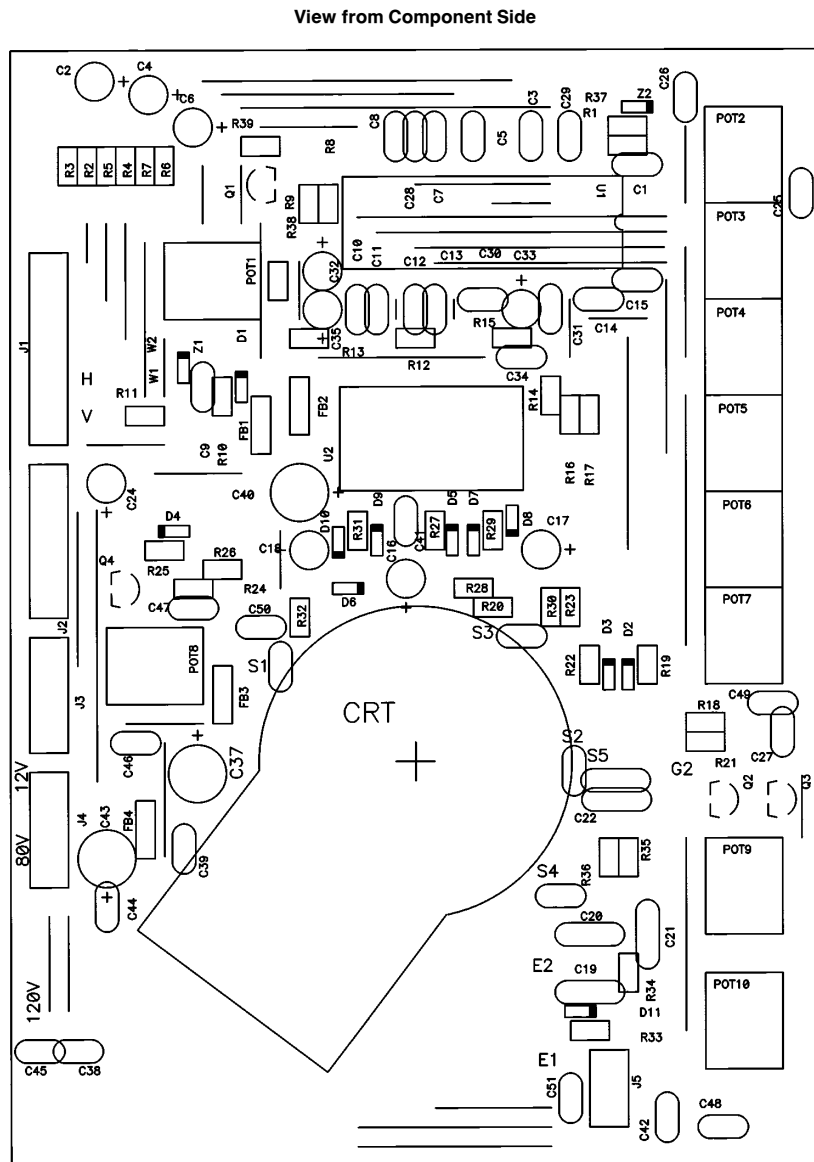 View from Component Side
C2
+
C4
+
C6
+
R39
R8
C8
C5
C3
C29
R37
R1
Z2
C26
POT2
R3
R2
R5
R4
R7
R6
Q1
R9
R38
C28
C7
U1
C1
C25
POT3
POT1
+
C32
C10
C11
C12
C13
C30
C33
+
C15
C14
C31
POT4
J1
W2
W1
D1
Z1
C35
+
R13
R12
R15
C34
H
V
R11
C9
R10
FB1
FB2
U2
R14
R16
R17
POT5
C24
+
C40
+
D9
D10
R31
C16
C41
R27
D5
D7
R29
D8
C17
+
POT6
D4
R25
Q4
R26
R24
C47
C18
+
D6
+
R28
R20
R30
R23
POT7
C50
R32
S1
S3
J2
POT8
J3
FB3
R22
D3
D2
R19
CRT
+
C49
R18
C27
C46
+
C37
S2
S5
G2
R21
Q2
Q3
12V
80V
J4
C43
FB4
C39
C22
+
C44
S4
R36
R35
POT9
C20
C21
E2
C19
R34
D11
R33
POT10
120V
C45
C38
E1
C51
J5
C42
C48